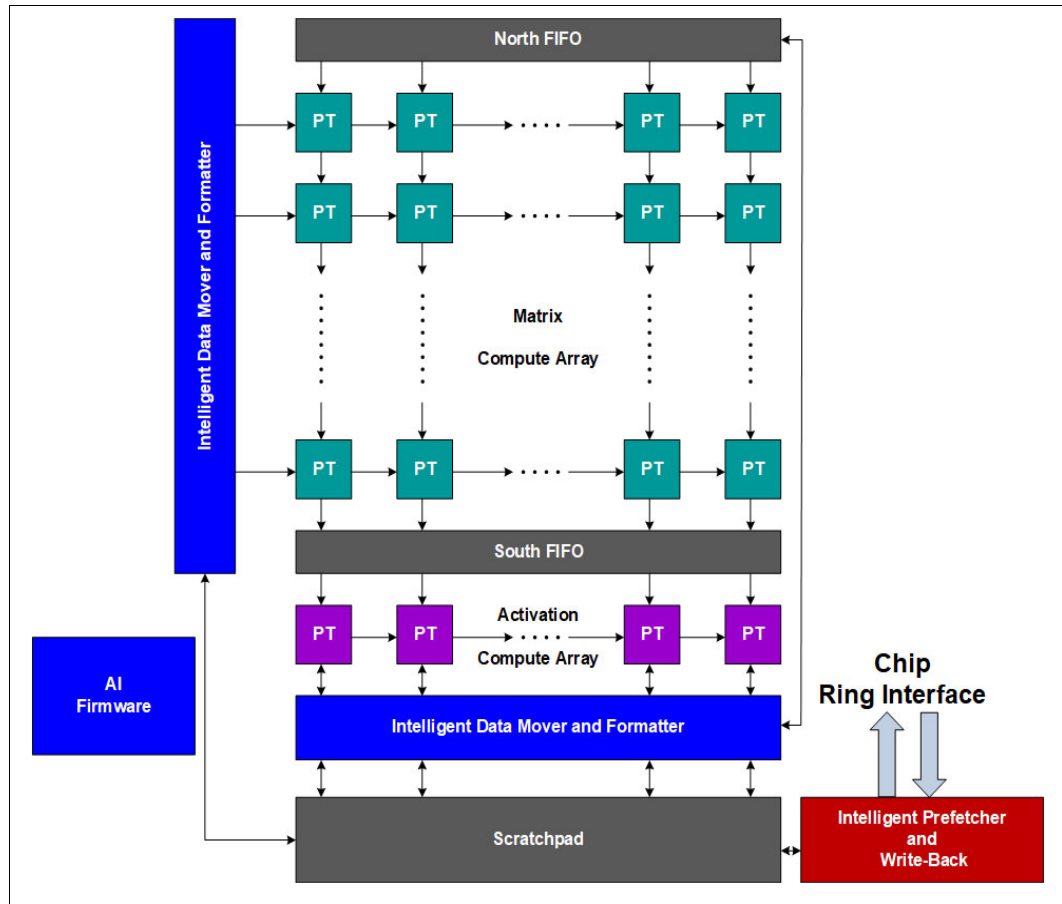 North FIFO
Intelligent Data Mover and Formatter
PT PT PT PT
PT PT PT PT
Matrix
Compute Array
PT PT PT PT
South FIFO
PT PT Activation PT PT
Compute Array
AI
Firmware
Intelligent Data Mover and Formatter
Chip
Ring Interface
Scratchpad
Intelligent Prefetcher
and
Write-Back